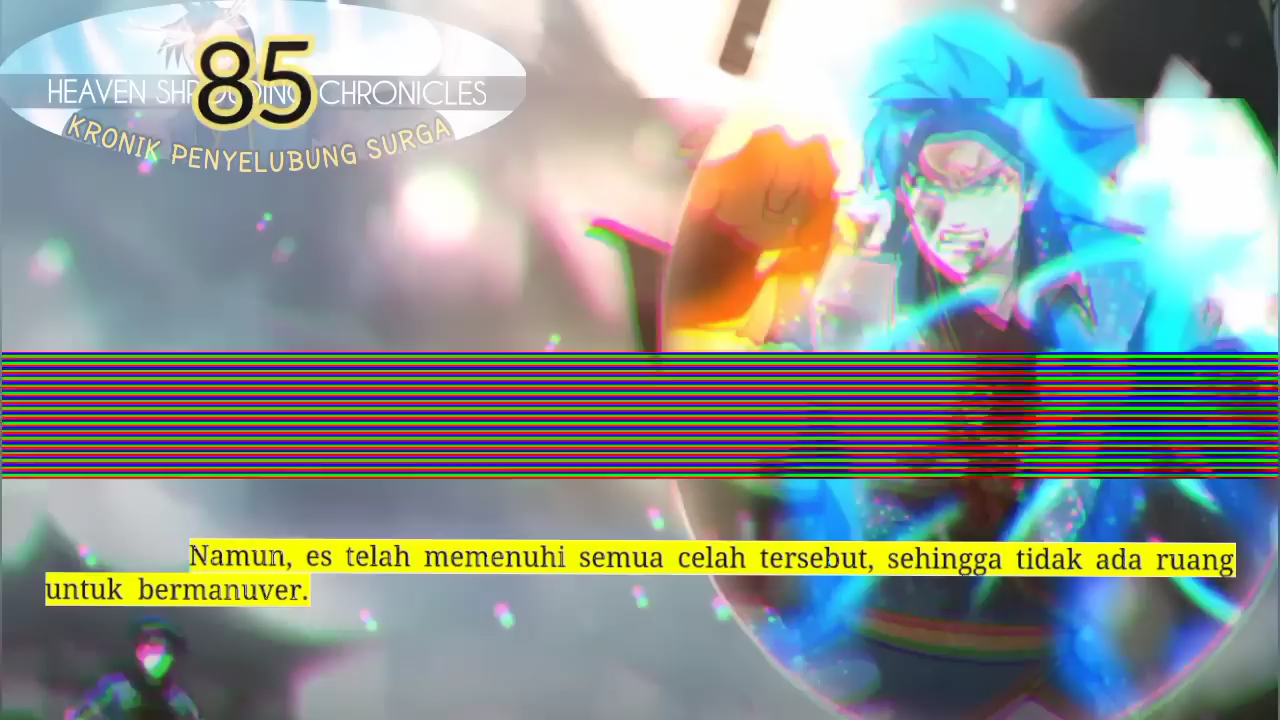 85
HEAVEN SHROUDING CHRONICLES
KRONIK PENYELUBUNG SURGA
Namun, es telah memenuhi semua celah tersebut, sehingga tidak ada ruang
untuk bermanuver.